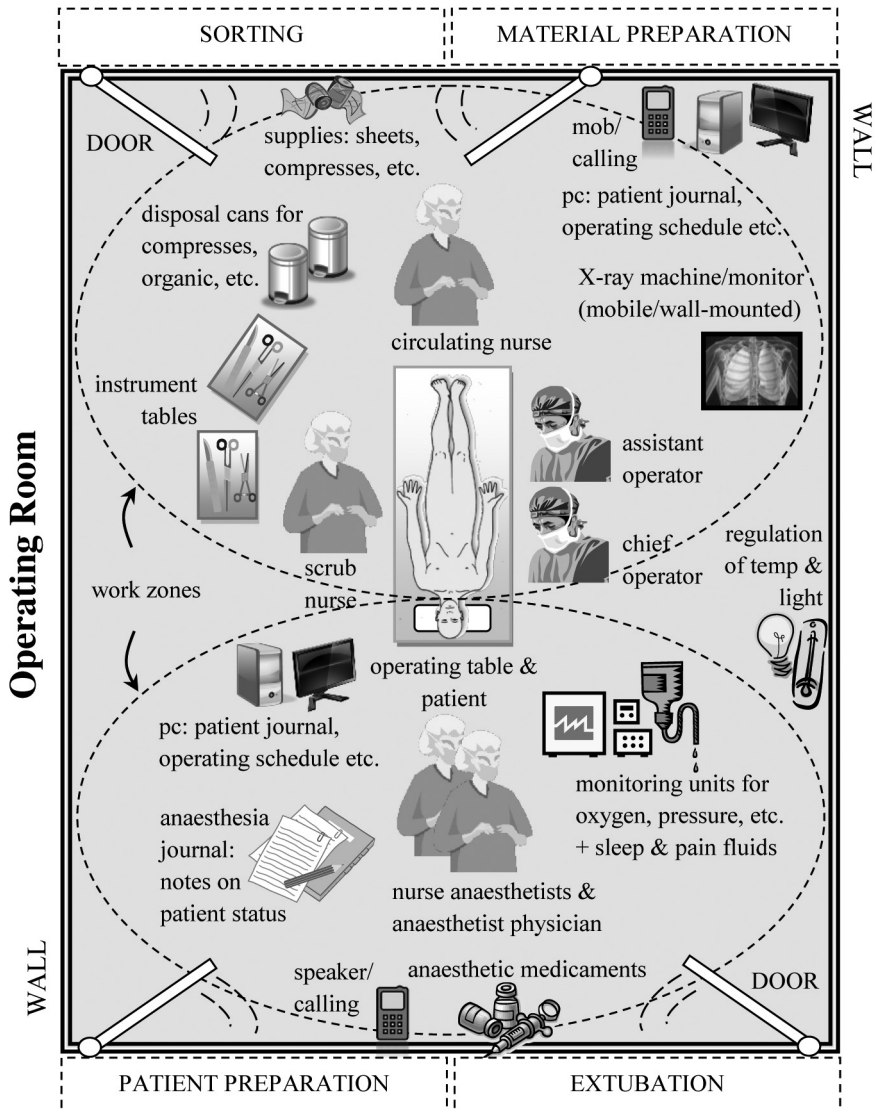 SORTING
MATERIAL PREPARATION
DOOR
supplies: sheets,
compresses, etc.
mob/
calling
WALL
pc: patient journal,
operating schedule etc.
disposal cans for
compresses,
organic, etc.
X-ray machine/monitor
(mobile/wall-mounted)
circulating nurse
instrument
tables
assistant
operator
Operating Room
chief
operator
regulation
of temp &
light
scrub
nurse
work zones
operating table &
patient
pc: patient journal,
operating schedule etc.
monitoring units for
oxygen, pressure, etc.
+ sleep & pain fluids
anaesthesia
journal:
notes on
patient status
nurse anaesthetists &
anaesthetist physician
WALL
speaker/
calling
anaesthetic medicaments
DOOR
PATIENT PREPARATION
EXTUBATION